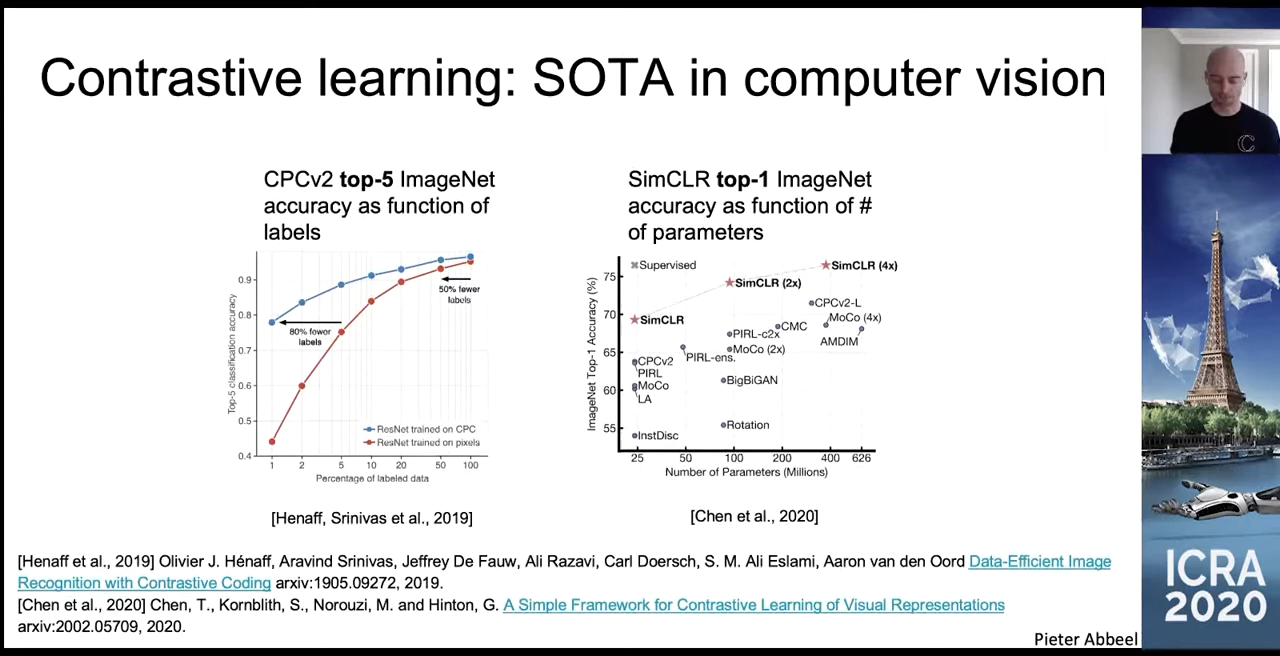 Contrastive learning: SOTA in computer vision
CPCv2 top-5 ImageNet
accuracy as function of
labels
0.9
0.8
0.7
0.6
0.5
0.4
Top-5 classification accuracy
50% fewer
labels
80% fewer
labels
ResNet trained on CPC
ResNet trained on pixels
1 2 5 10 20 50 100
Percentage of labeled data
[Henaff, Srinivas et al., 2019]
SimCLR top-1 ImageNet
accuracy as function of #
of parameters
ImageNet Top-1 Accuracy (%)
75
70
65
60
55
Supervised
SimCLR (4x)
SimCLR (2x)
CPCv2-L
SimCLR
MoCo (4x)
CMC
PIRL-c2x
AMDIM
MoCo (2x)
PIRL-ens.
CPCv2
PIRL
BigBiGAN
MoCo
LA
Rotation
InstDisc
25 50 100 200 400 626
Number of Parameters (Millions)
[Chen et al., 2020]
[Henaff et al., 2019] Olivier J. Hénaff, Aravind Srinivas, Jeffrey De Fauw, Ali Razavi, Carl Doersch, S. M. Ali Eslami, Aaron van den Oord Data-Efficient Image
Recognition with Contrastive Coding arxiv:1905.09272, 2019.
[Chen et al., 2020] Chen, T., Kornblith, S., Norouzi, M. and Hinton, G. A Simple Framework for Contrastive Learning of Visual Representations
arxiv:2002.05709, 2020.
Pieter Abbeel
C
ICRA
2020